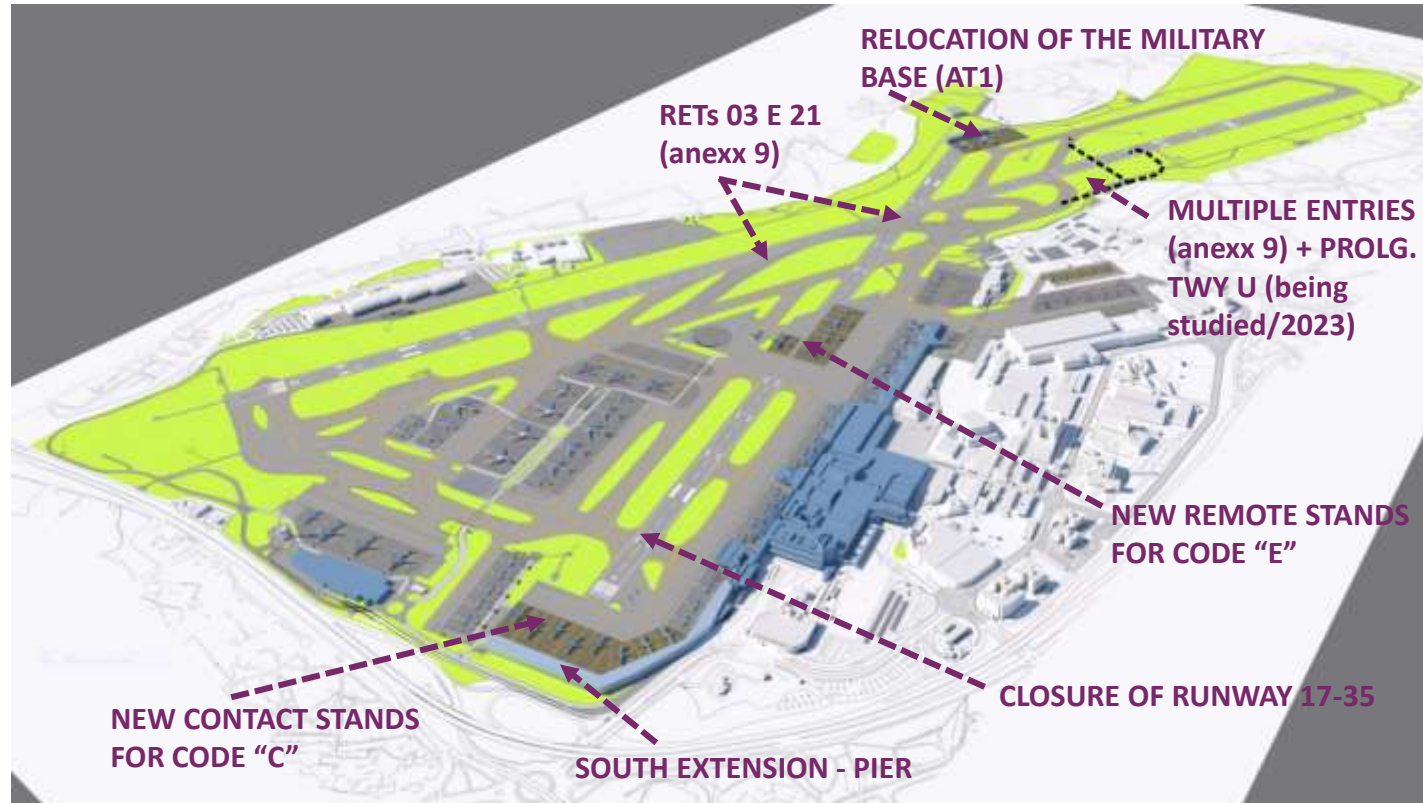 RELOCATION OF THE MILITARY
BASE (AT1)
RETs 03 E 21
(anexx 9)
MULTIPLE ENTRIES
(anexx 9) + PROLG.
TWY U (being
studied/2023)
NEW REMOTE STANDS
FOR CODE “E”
CLOSURE OF RUNWAY 17-35
NEW CONTACT STANDS
FOR CODE “C”
SOUTH EXTENSION - PIER